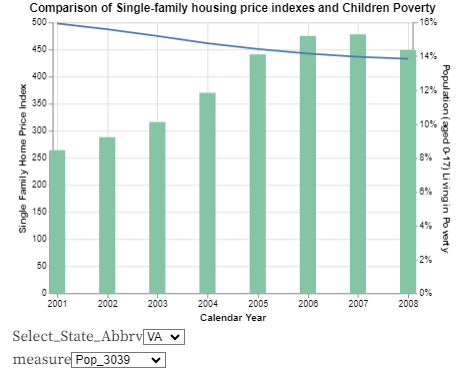 Comparison of Single-family housing price indexes and Children Poverty
500
450
400
350
300
250
200
150
100
50
0
Single Family Home Price Index
16%
14%
12%
10%
8%
6%
4%
2%
0%
Population (aged 0-17) Living in Poverty
2001 2002 2003 2004 2005 2006 2007 2008
Calendar Year
Select_State_Abbrv VA
measure Pop_3039